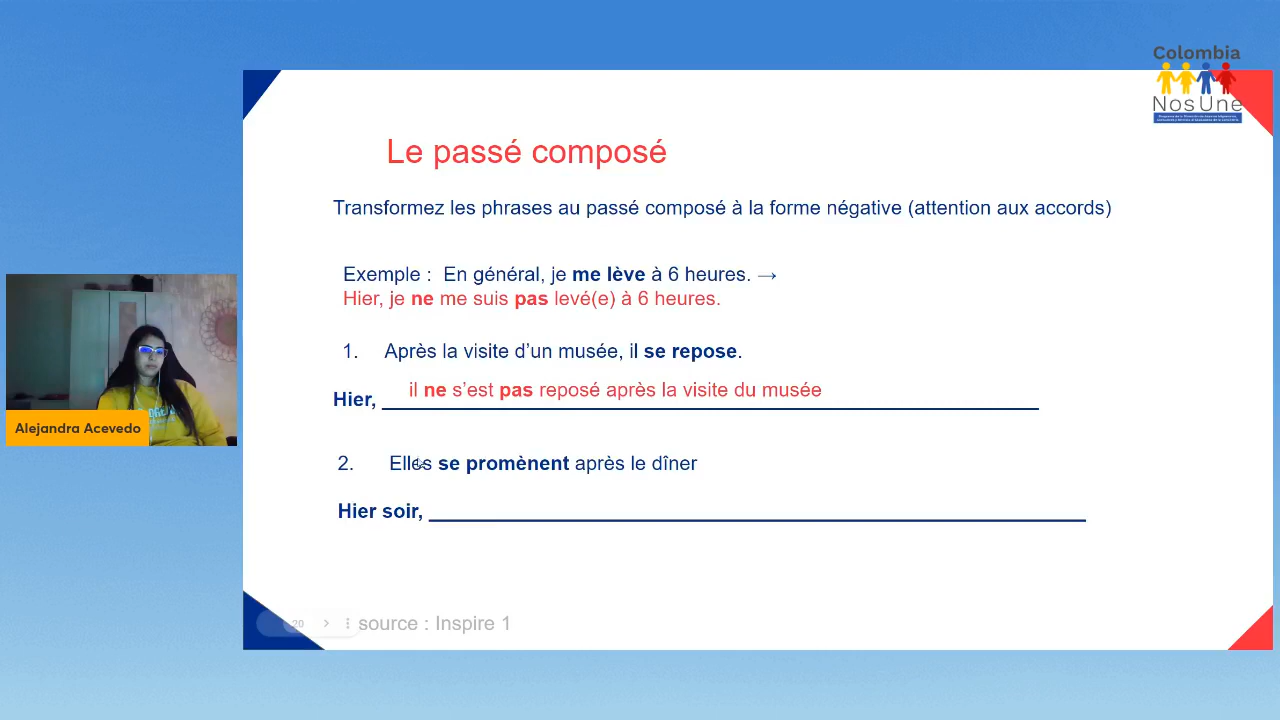 Colombia
NosUne
Le passé composé
Transformez les phrases au passé composé à la forme négative (attention aux accords)
Exemple : En général, je me lève à 6 heures. →
Hier, je ne me suis pas levé(e) à 6 heures.
1. Après la visite d’un musée, il se repose.
il ne s’est pas reposé après la visite du musée
Hier,
Alejandra Acevedo
2. Elles se promènent après le dîner
Hier soir,
20
source : Inspire 1